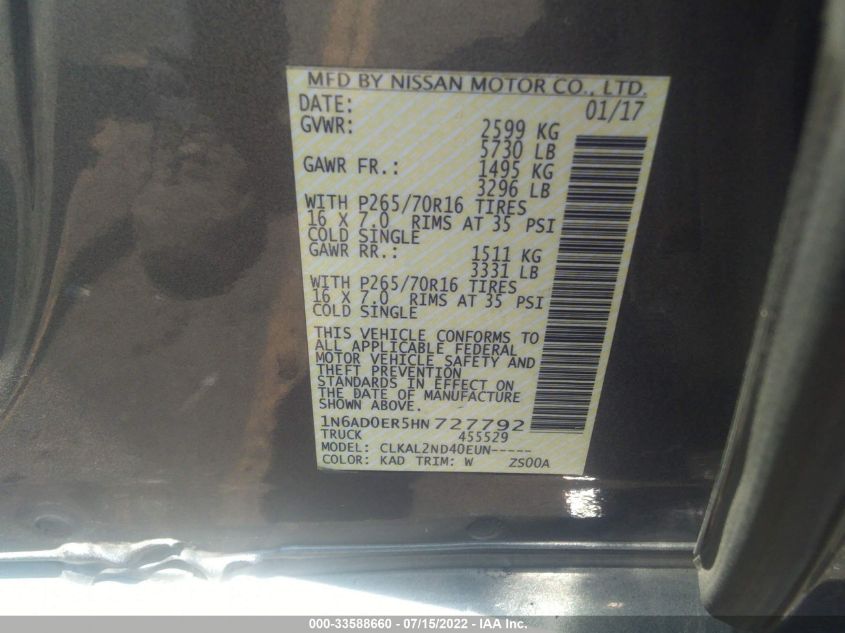 MFD BY NISSAN MOTOR CO., LTD.
DATE: 01/17
GVWR: 2599 KG
5730 LB
GAWR FR.: 1495 KG
3296 LB
WITH P265/70R16 TIRES
16 X 7.0 RIMS AT 35 PSI
COLD SINGLE
GAWR RR.: 1511 KG
3331 LB
WITH P265/70R16 TIRES
16 X 7.0 RIMS AT 35 PSI
COLD SINGLE
THIS VEHICLE CONFORMS TO
ALL APPLICABLE FEDERAL
MOTOR VEHICLE SAFETY AND
THEFT PREVENTION
STANDARDS IN EFFECT ON
THE DATE OF MANUFACTURE
SHOWN ABOVE.
1N6AD0ER5HN727792
TRUCK 455529
MODEL: CLKAL2ND40EUN-----
COLOR: KAD TRIM: W ZS00A
000-33588660 - 07/15/2022 - IAA Inc.